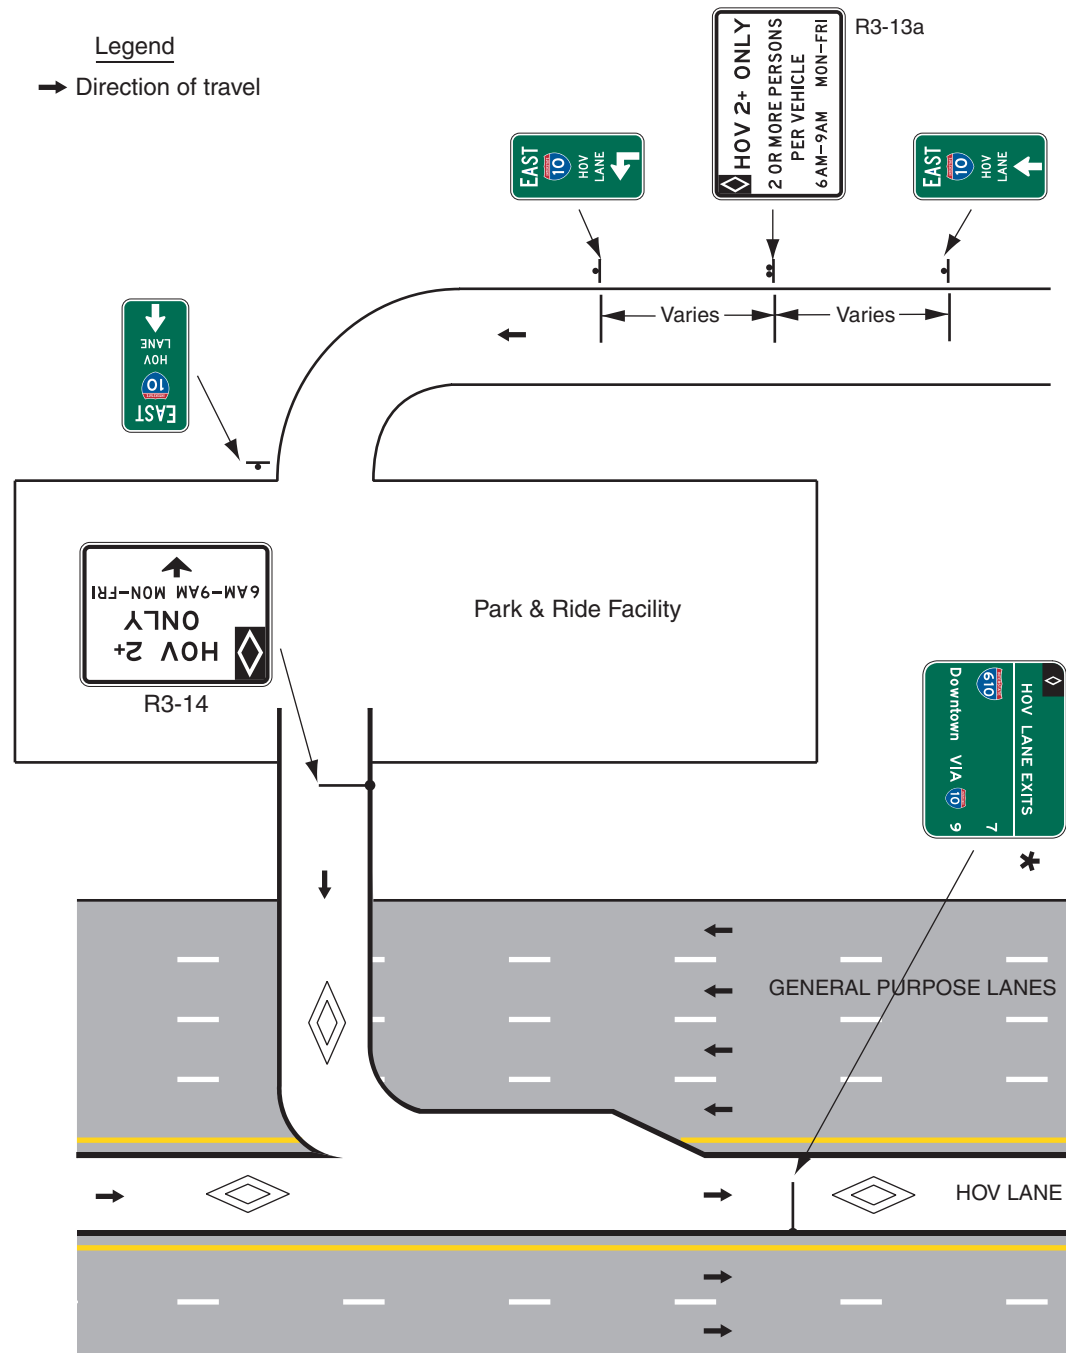 Legend
Direction of travel
R3-13a
HOV 2+ ONLY
2 OR MORE PERSONS
PER VEHICLE
6AM–9AM MON–FRI
EAST
10
HOV
LANE
EAST
10
HOV
LANE
Varies
Varies
EAST
10
HOV
LANE
HOV 2+
ONLY
6AM–9AM MON–FRI
R3-14
Park & Ride Facility
HOV LANE EXITS
610 7
Downtown VIA 10 9
*
GENERAL PURPOSE LANES
HOV LANE